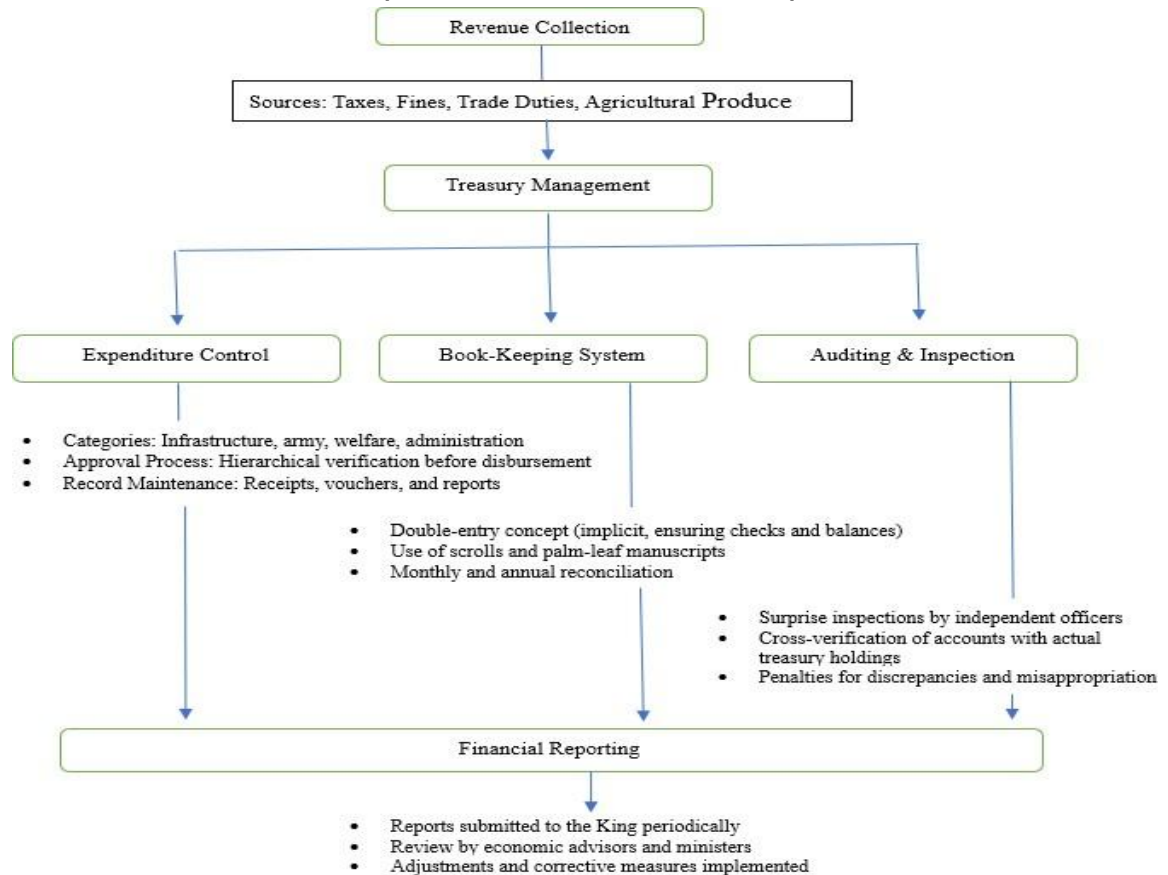 Revenue Collection
Sources: Taxes, Fines, Trade Duties, Agricultural Produce
Treasury Management
Expenditure Control
Book-Keeping System
Auditing & Inspection
• Categories: Infrastructure, army, welfare, administration
• Approval Process: Hierarchical verification before disbursement
• Record Maintenance: Receipts, vouchers, and reports
• Double-entry concept (implicit, ensuring checks and balances)
• Use of scrolls and palm-leaf manuscripts
• Monthly and annual reconciliation
• Surprise inspections by independent officers
• Cross-verification of accounts with actual
treasury holdings
• Penalties for discrepancies and misappropriation
Financial Reporting
• Reports submitted to the King periodically
• Review by economic advisors and ministers
• Adjustments and corrective measures implemented